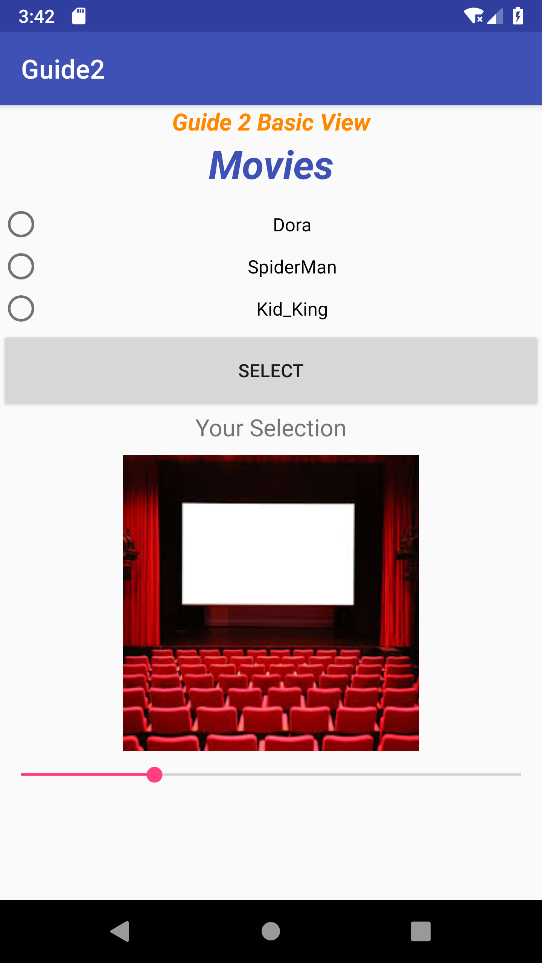 3:42
Guide2
Guide 2 Basic View
Movies
Dora
SpiderMan
Kid_King
SELECT
Your Selection